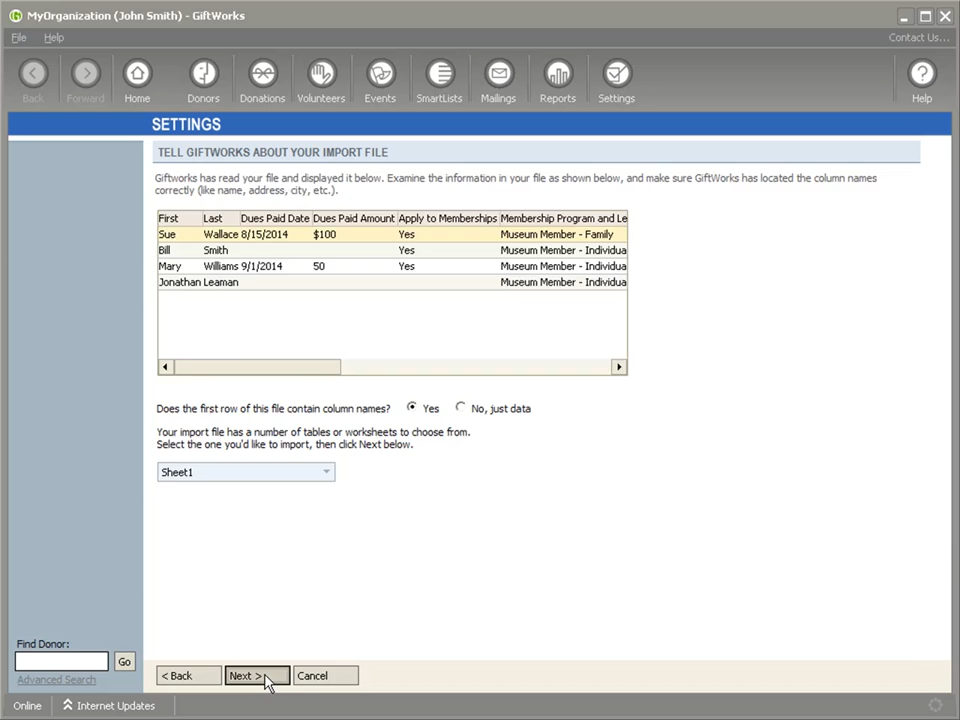 MyOrganization (John Smith) - GiftWorks
File Help Contact Us...
Back Forward Home Donors Donations Volunteers Events SmartLists Mailings Reports Settings Help
SETTINGS
TELL GIFTWORKS ABOUT YOUR IMPORT FILE
Giftworks has read your file and displayed it below. Examine the information in your file as shown below, and make sure GiftWorks has located the column names
correctly (like name, address, city, etc.).
First Last Dues Paid Date Dues Paid Amount Apply to Memberships Membership Program and Le
Sue Wallace 8/15/2014 $100 Yes Museum Member - Family
Bill Smith Yes Museum Member - Individua
Mary Williams 9/1/2014 50 Yes Museum Member - Individua
Jonathan Leaman Museum Member - Individua
Does the first row of this file contain column names? Yes No, just data
Your import file has a number of tables or worksheets to choose from.
Select the one you'd like to import, then click Next below.
Sheet1
Find Donor:
Go
Advanced Search
< Back Next > Cancel
Online Internet Updates